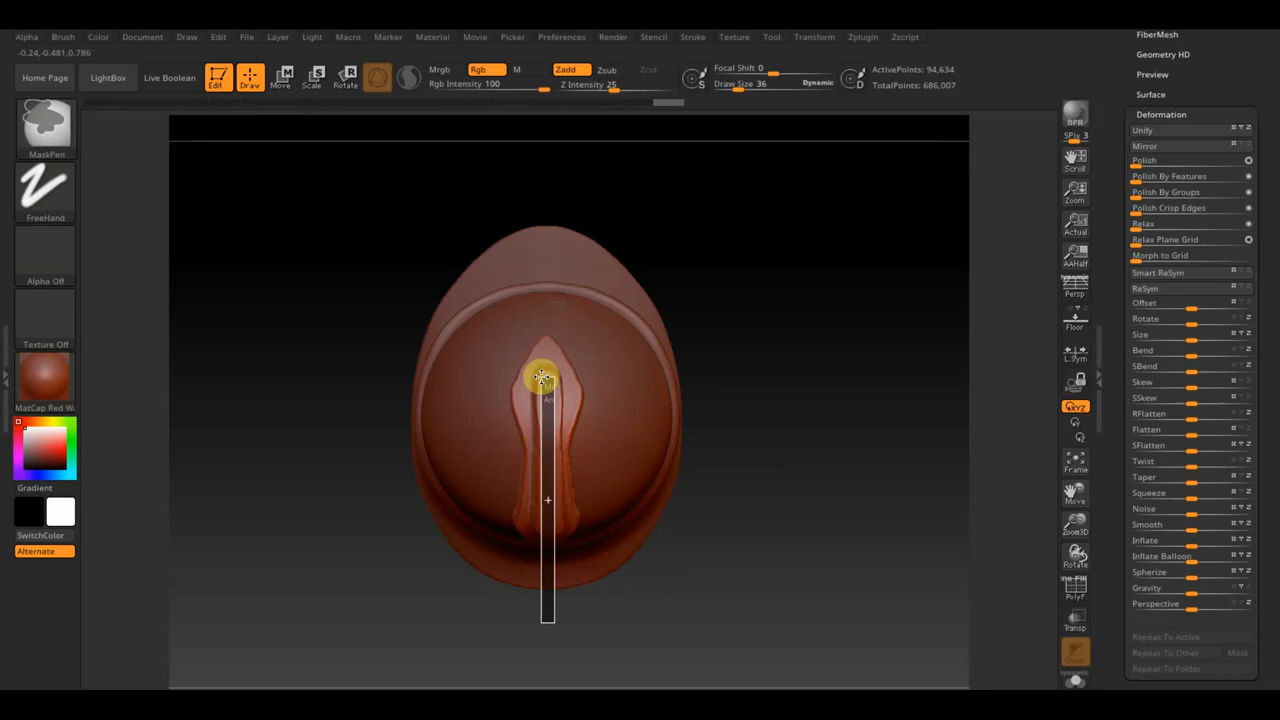 Alpha Brush Color Document Draw Edit File Layer Light Macro Marker Material Movie Picker Preferences Render Stencil Stroke Texture Tool Transform Zplugin Zscript
-0.24,-0.481,0.786
Home Page LightBox Live Boolean Edit Draw Move Scale Rotate
Mrgb Rgb M
Rgb Intensity 100
Zadd Zsub Zcut
Z Intensity 25
S
Focal Shift 0
Draw Size 36 Dynamic
D
ActivePoints: 94,634
TotalPoints: 686,007
MaskPen
FreeHand
Alpha Off
Texture Off
MatCap Red W
Gradient
SwitchColor
Alternate
BPR
SPix 3
Scroll
Zoom
Actual
AAHalf
Persp
Floor
L.Sym
XYZ
Y
Z
Frame
Move
Zoom3D
Rotate
PolyF
Transp
FiberMesh
Geometry HD
Preview
Surface
Deformation
Unify
Mirror
Polish
Polish By Features
Polish By Groups
Polish Crisp Edges
Relax
Relax Plane Grid
Morph to Grid
Smart ReSym
ReSym
Offset
Rotate
Size
Bend
SBend
Skew
SSkew
RFlatten
Flatten
SFlatten
Twist
Taper
Squeeze
Noise
Smooth
Inflate
Inflate Balloon
Spherize
Gravity
Perspective
Repeat To Active
Repeat To Other Mask
Repeat To Folder